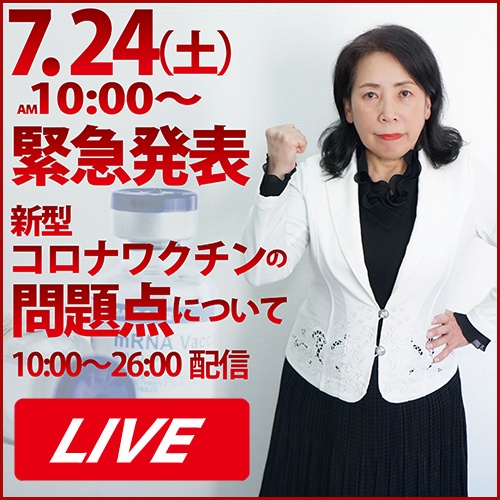 7.24(土)
AM10:00～
緊急発表
新型
コロナワクチンの
問題点について
mRNA Vacc
10:00～26:00 配信
LIVE